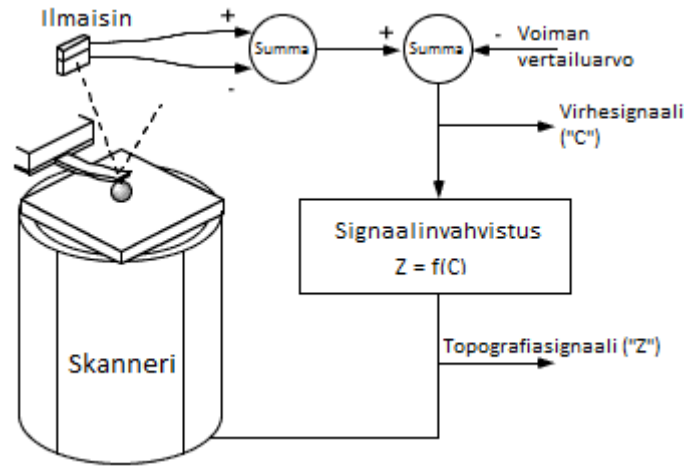 Ilmaisin
+
-
Summa
+
Summa
-
Voiman
vertailuarvo
Virhesignaali
("C")
Signaalinvahvistus
Z = f(C)
Topografiasignaali ("Z")
Skanneri